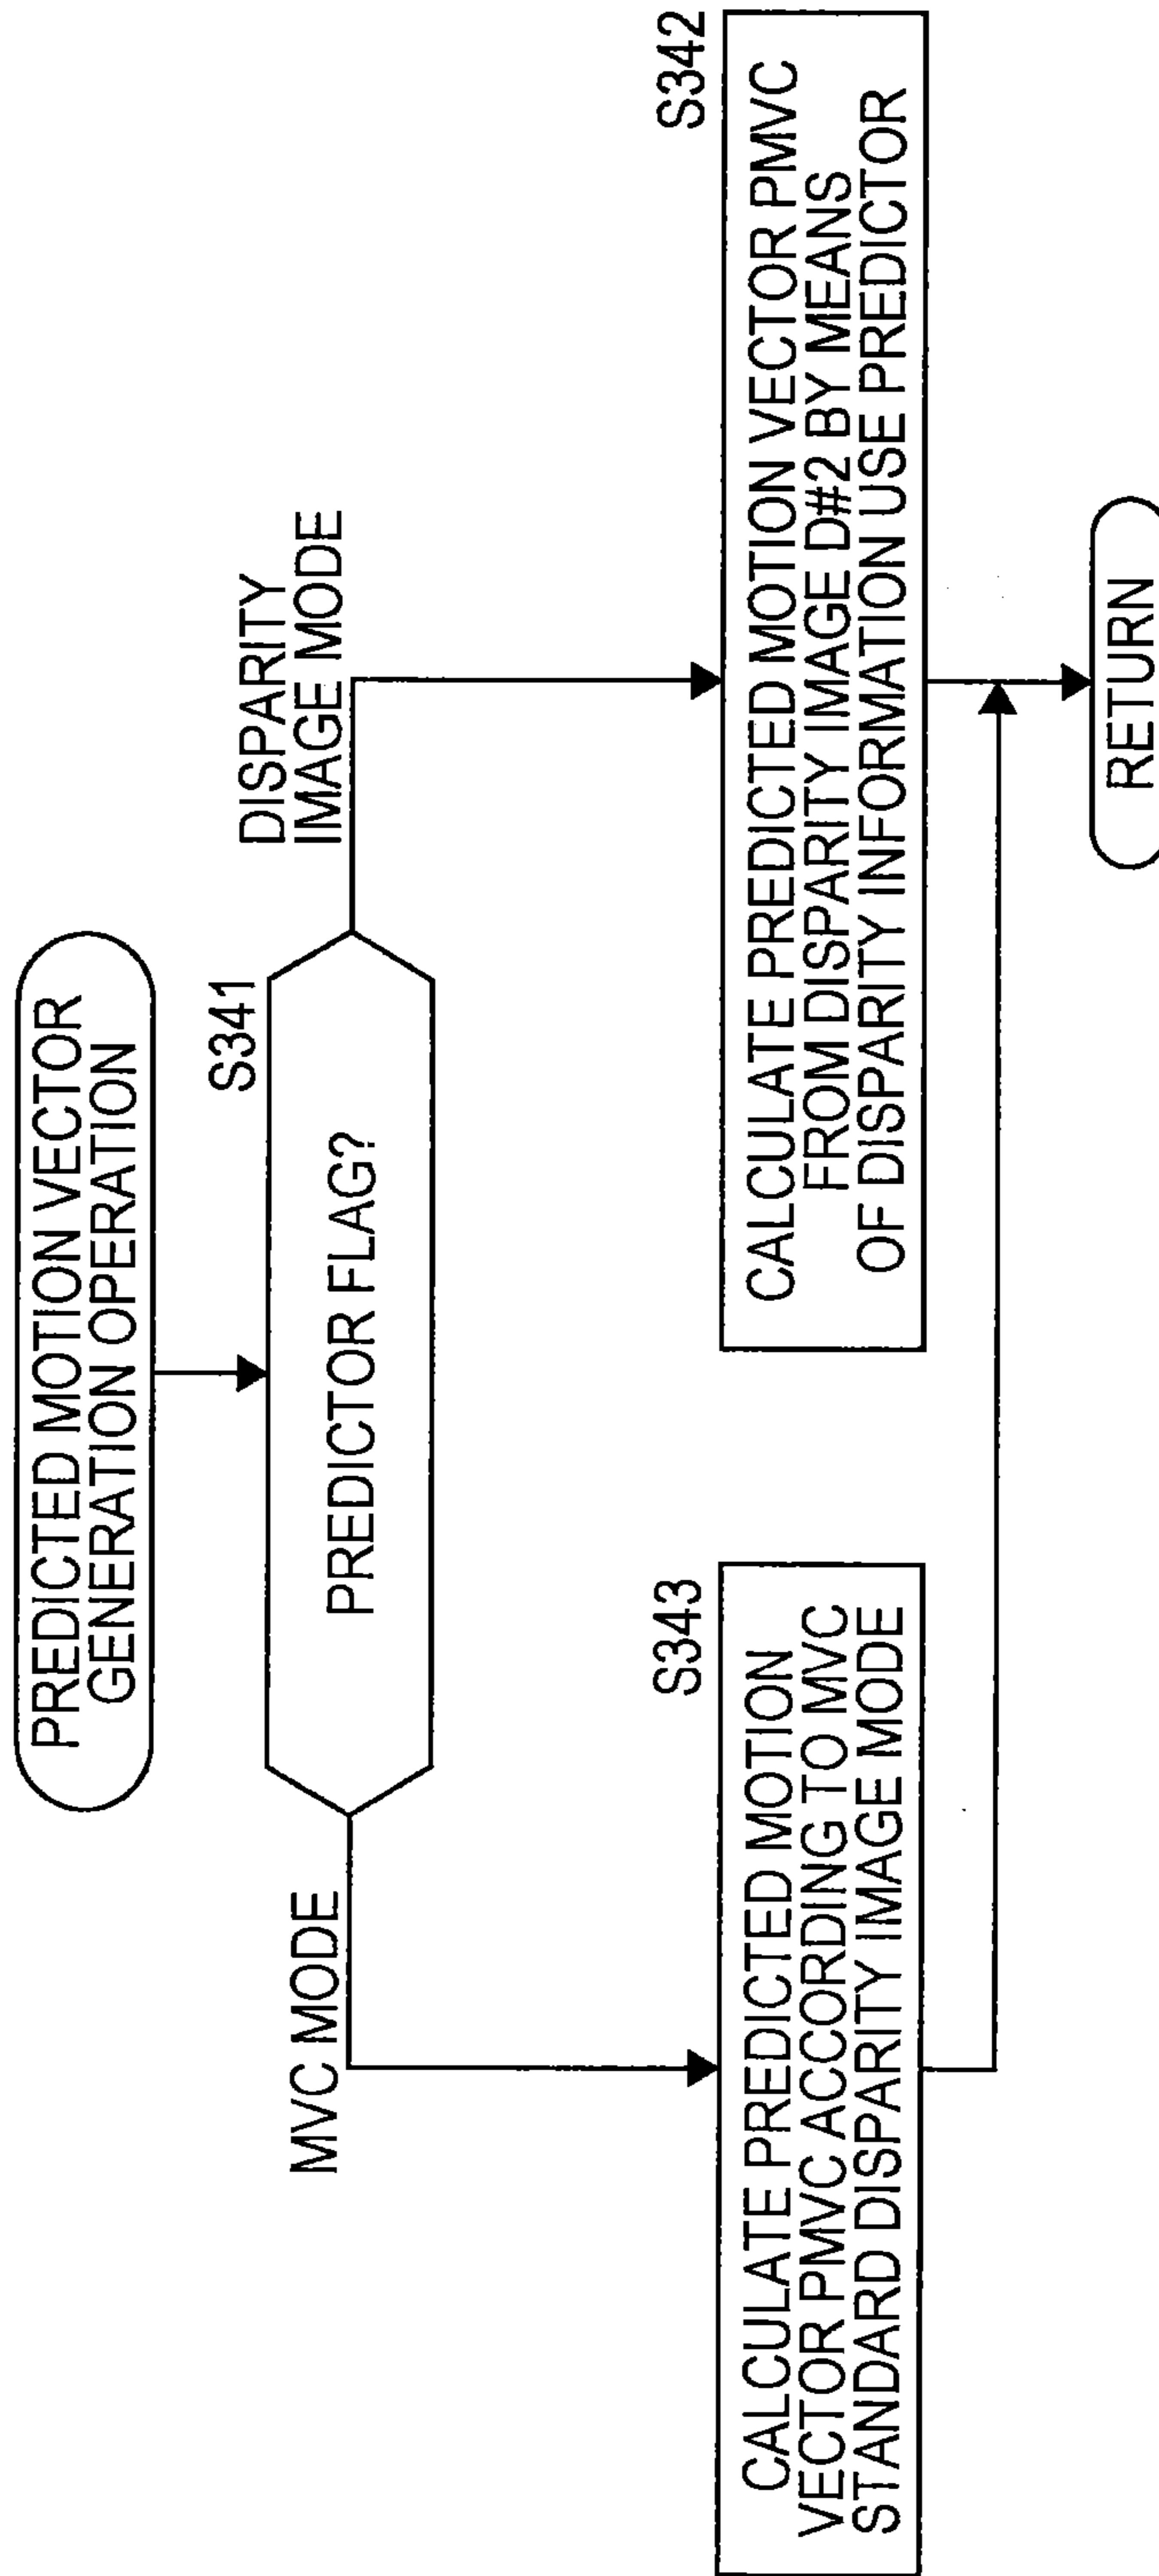 PREDICTED MOTION VECTOR
GENERATION OPERATION
S341
PREDICTOR FLAG?
MVC MODE
DISPARITY
IMAGE MODE
S343
CALCULATE PREDICTED MOTION
VECTOR PMVC ACCORDING TO MVC
STANDARD DISPARITY IMAGE MODE
S342
CALCULATE PREDICTED MOTION VECTOR PMVC
FROM DISPARITY IMAGE D#2 BY MEANS
OF DISPARITY INFORMATION USE PREDICTOR
RETURN